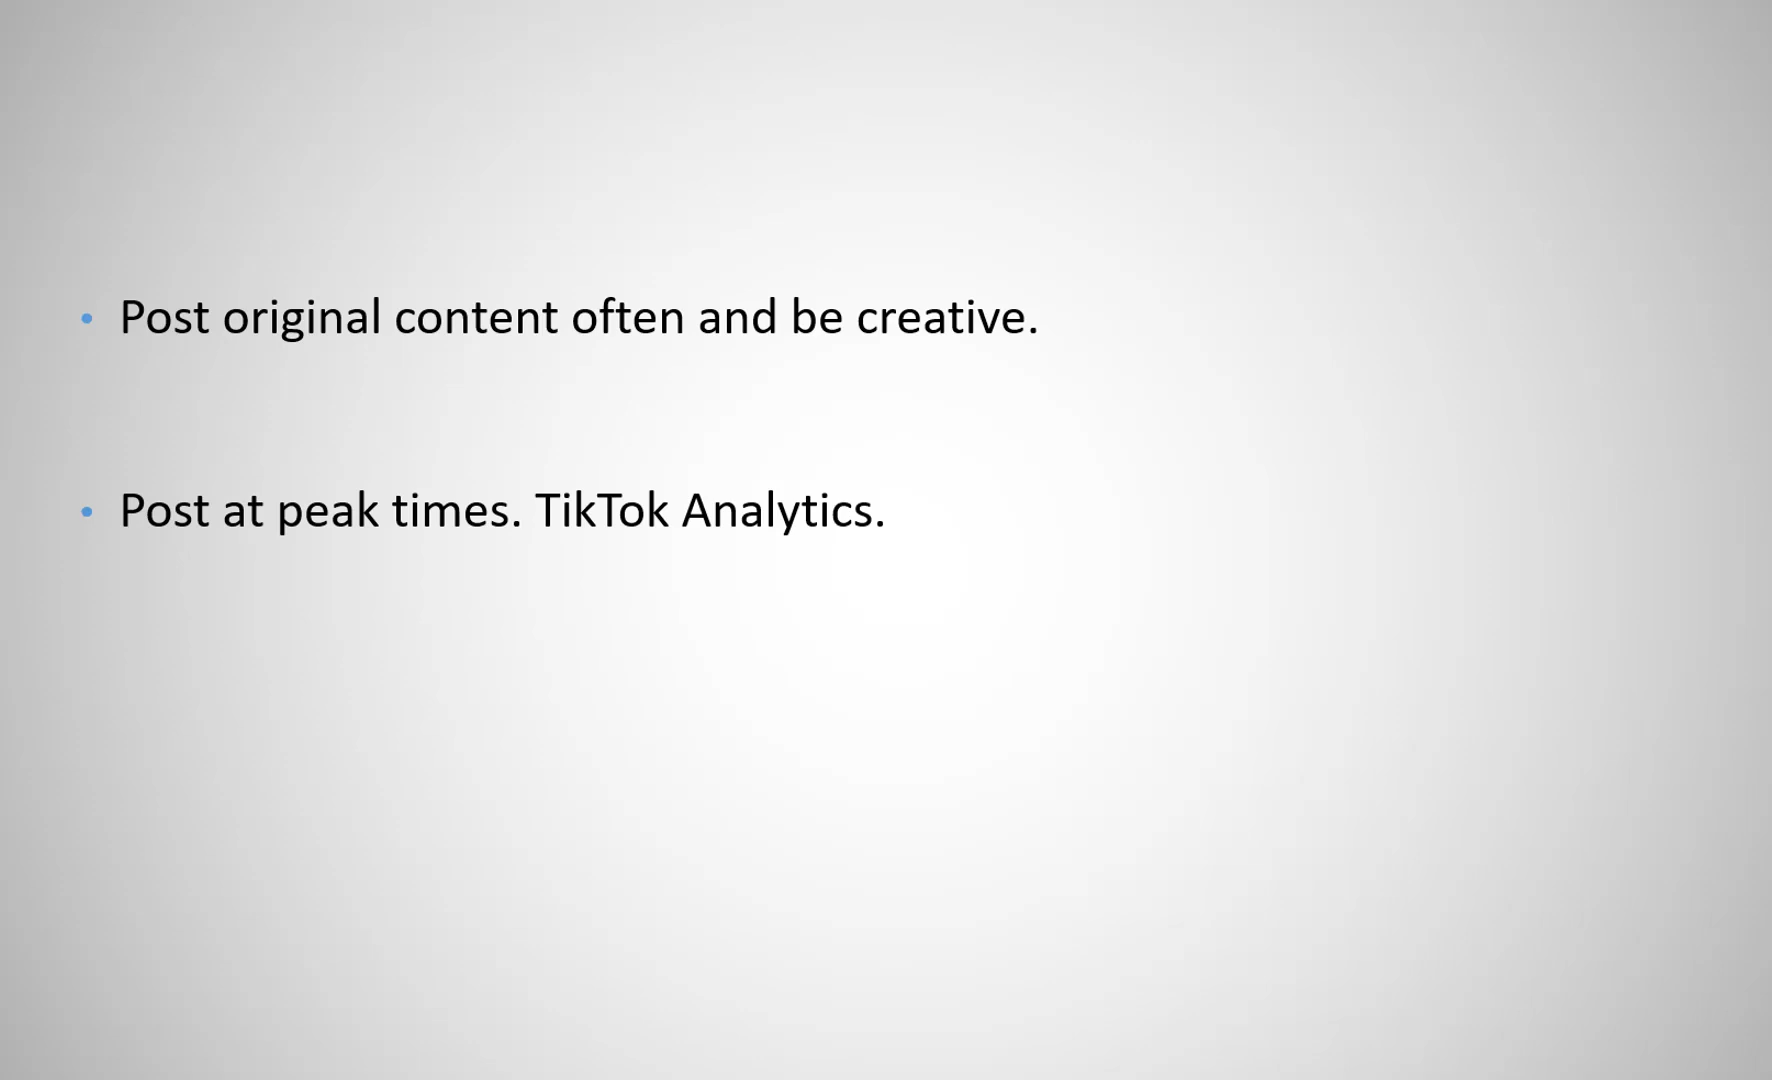 • Post original content often and be creative.
• Post at peak times. TikTok Analytics.